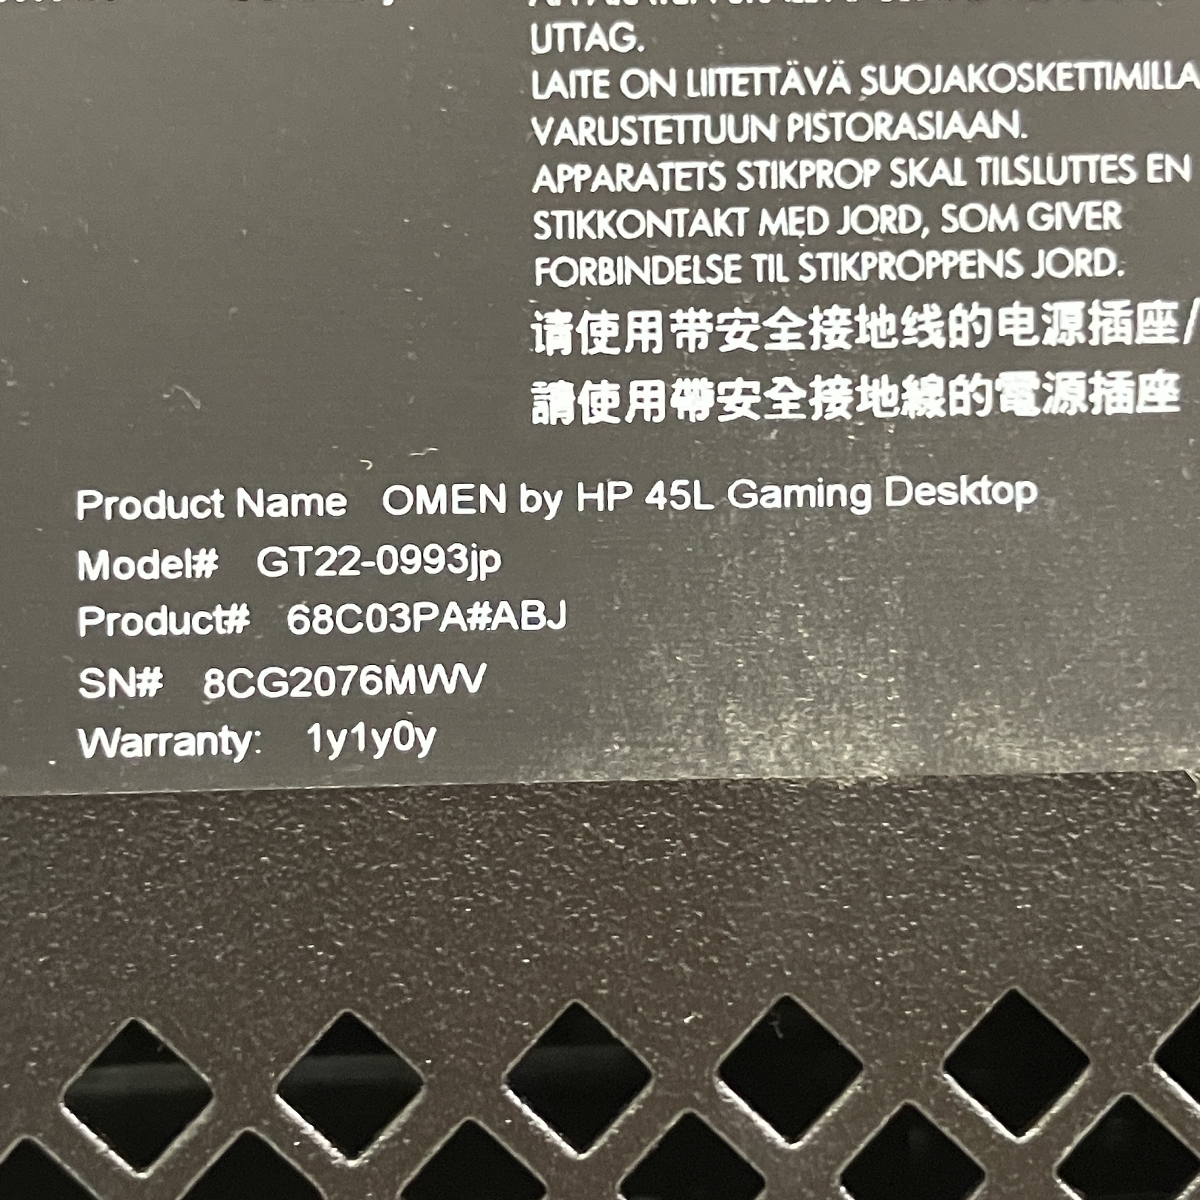 UTTAG.
LAITE ON LIITETTÄVÄ SUOJAKOSKETTIMILLA
VARUSTETTUUN PISTORASIAAN.
APPARATETS STIKPROP SKAL TILSLUTTES EN
STIKKONTAKT MED JORD, SOM GIVER
FORBINDELSE TIL STIKPROPPENS JORD.
请使用带安全接地线的电源插座/
請使用帶安全接地線的電源插座
Product Name OMEN by HP 45L Gaming Desktop
Model# GT22-0993jp
Product# 68C03PA#ABJ
SN# 8CG2076MWV
Warranty: 1y1y0y